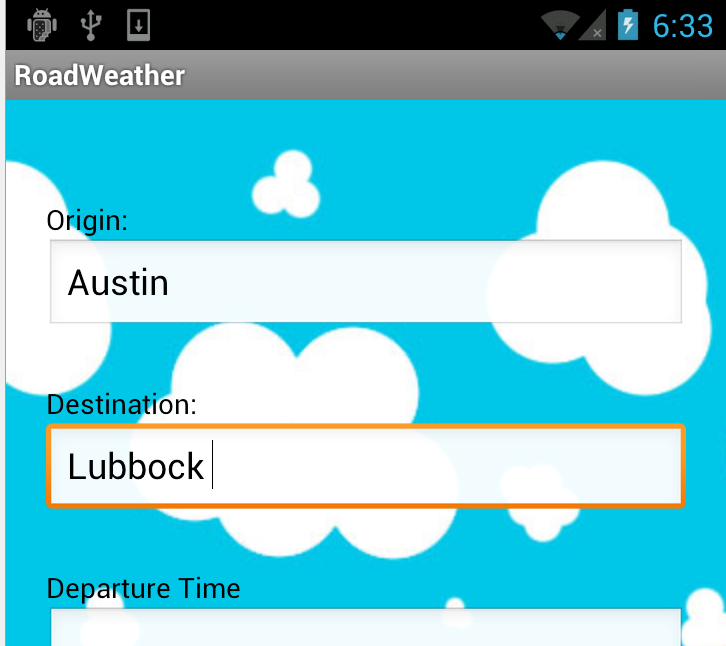 6:33
RoadWeather
Origin:
Austin
Destination:
Lubbock
Departure Time